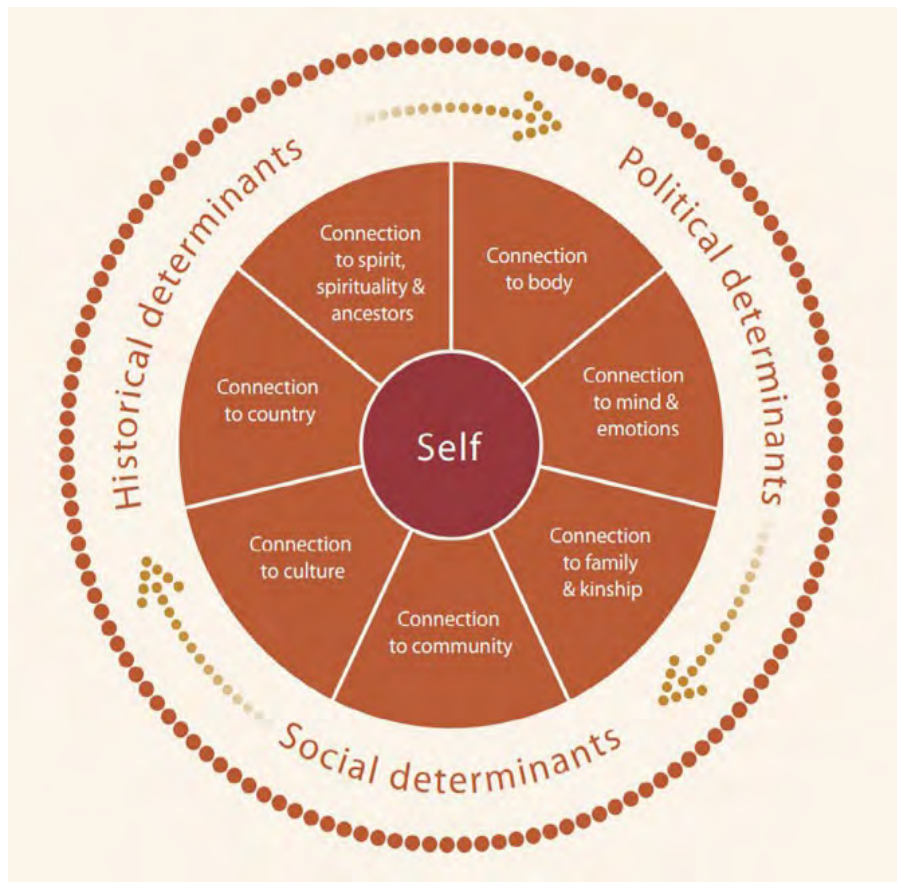 Historical determinants
Political determinants
Connection
to spirit,
spirituality &
ancestors
Connection
to body
Connection
to mind &
emotions
Connection
to family
& kinship
Connection
to community
Connection
to culture
Connection
to country
Self
Social determinants